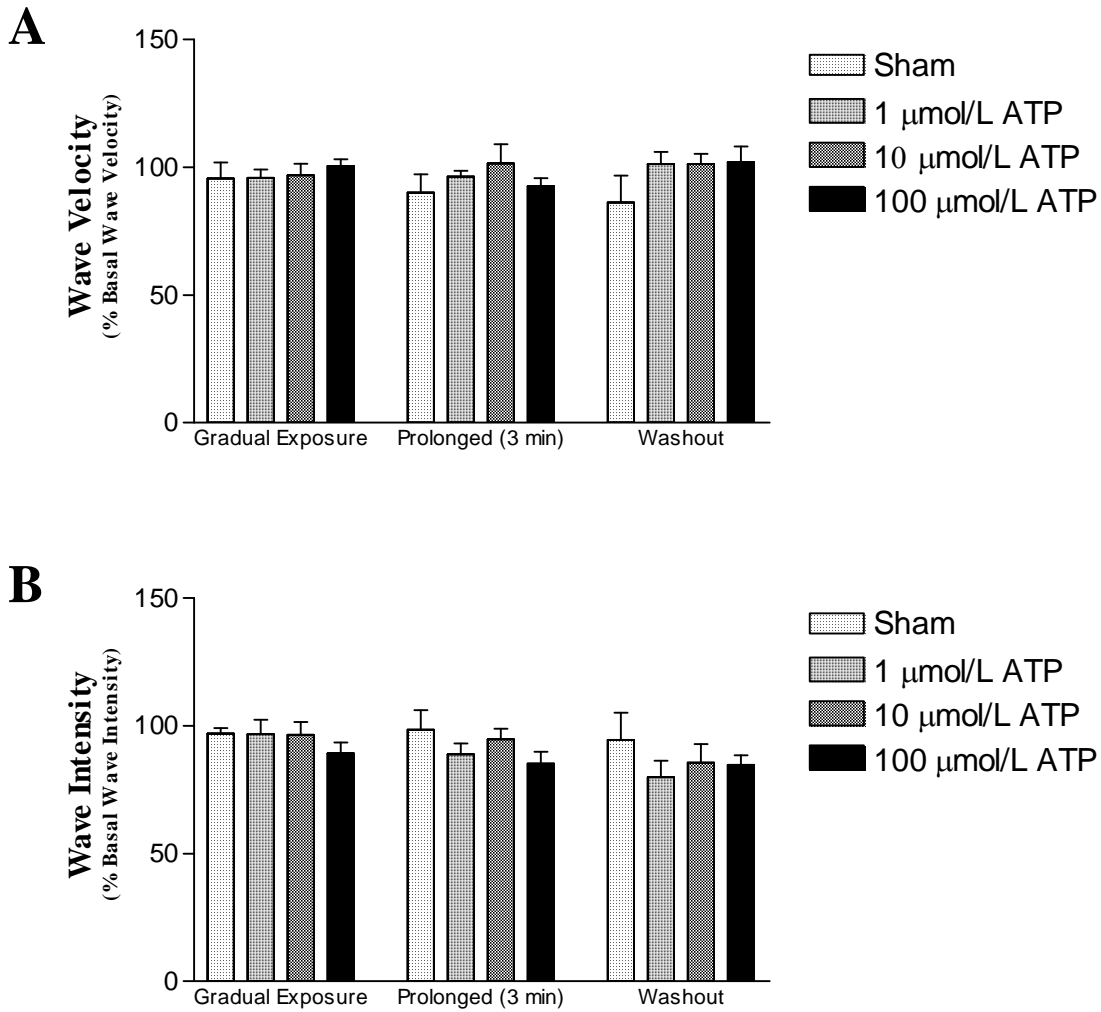 A
Wave Velocity
(% Basal Wave Velocity)
150
100
50
0
Gradual Exposure
Prolonged (3 min)
Washout
Sham
1 μmol/L ATP
10 μmol/L ATP
100 μmol/L ATP
B
Wave Intensity
(% Basal Wave Intensity)
150
100
50
0
Gradual Exposure
Prolonged (3 min)
Washout
Sham
1 μmol/L ATP
10 μmol/L ATP
100 μmol/L ATP